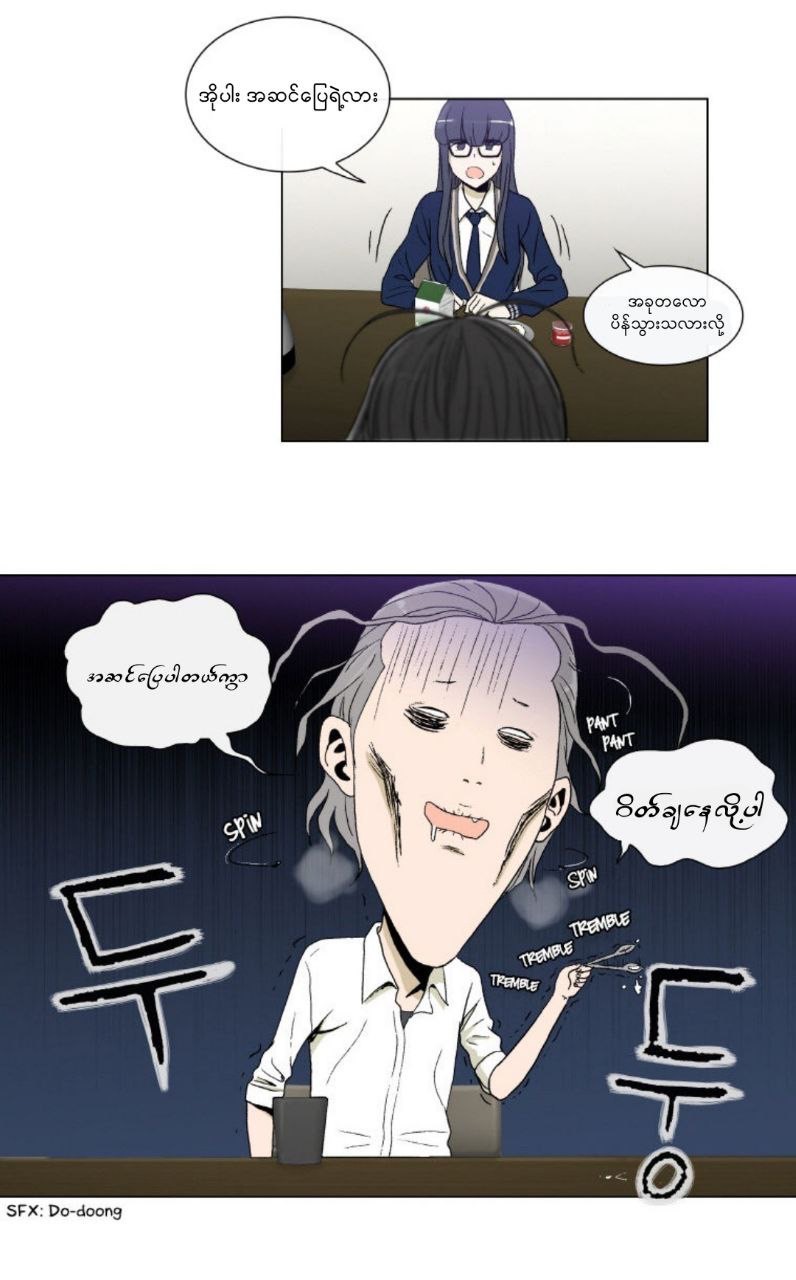 အိုပါး အဆင်ပြေရဲ့လား
အခုတလော
ပိန်သွားသလားလို့
အဆင်ပြေပါတယ်ကွာ
PANT
PANT
ဝိတ်ချနေလို့ပါ
SPIN
SPIN
TREMBLE
TREMBLE
TREMBLE
두
둥
SFX: Do-doong